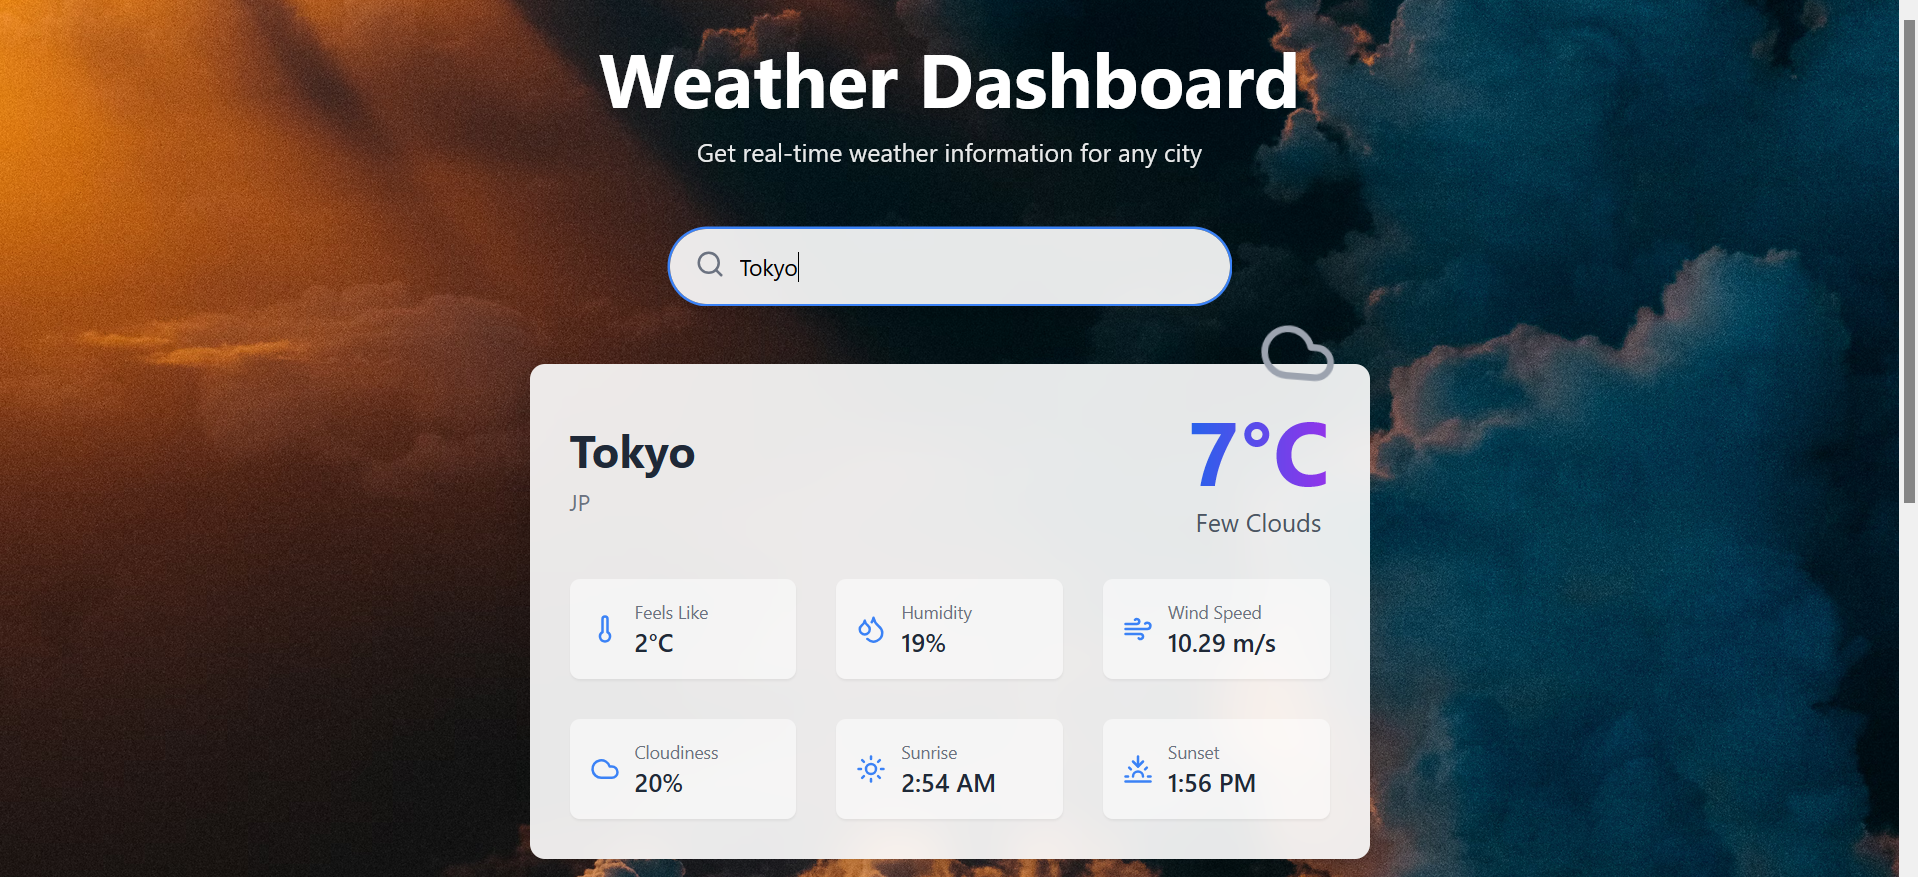 Weather Dashboard
Get real-time weather information for any city
Tokyo
Tokyo
JP
7°C
Few Clouds
Feels Like
2°C
Humidity
19%
Wind Speed
10.29 m/s
Cloudiness
20%
Sunrise
2:54 AM
Sunset
1:56 PM